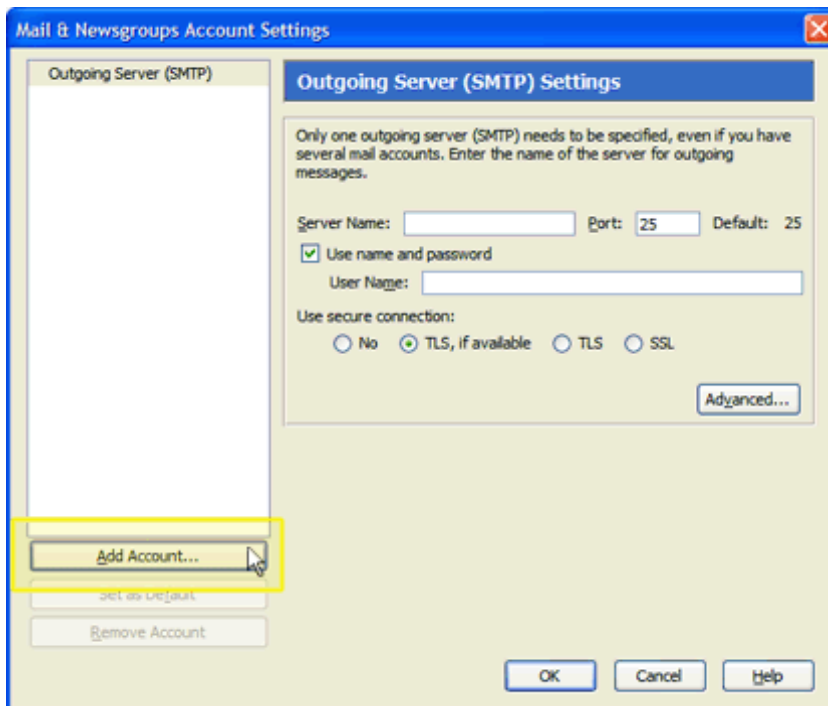 Mail & Newsgroups Account Settings
Outgoing Server (SMTP)
Outgoing Server (SMTP) Settings
Only one outgoing server (SMTP) needs to be specified, even if you have
several mail accounts. Enter the name of the server for outgoing
messages.
Server Name: Port: 25 Default: 25
Use name and password
User Name:
Use secure connection:
No TLS, if available TLS SSL
Advanced...
Add Account...
Set as Default
Remove Account
OK Cancel Help